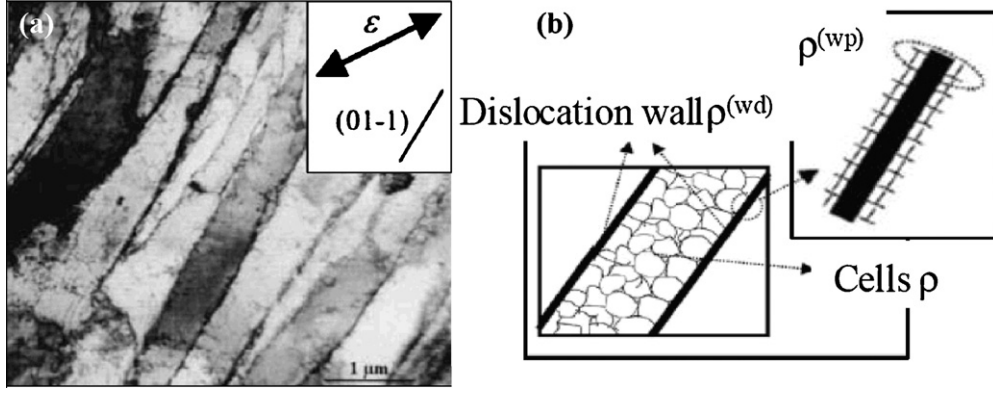 (a)
ε
(01-1)
1 μm
(b)
ρ(wp)
Dislocation wall ρ(wd)
Cells ρ